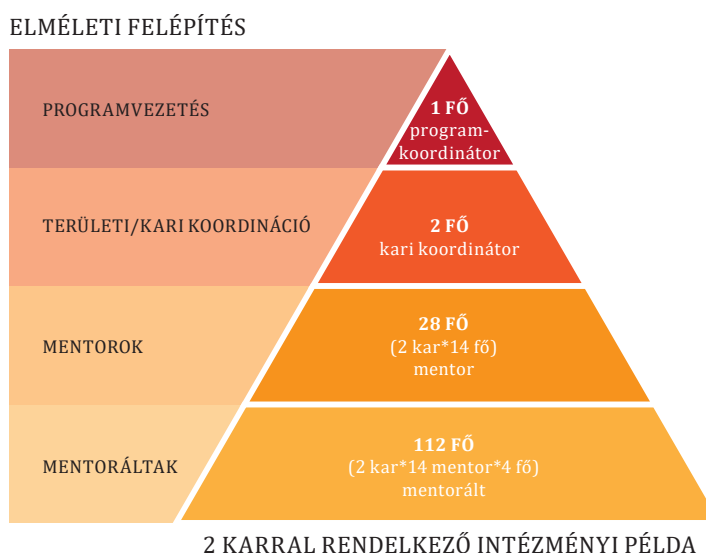 ELMÉLETI FELÉPÍTÉS
PROGRAMVEZETÉS
1 FŐ
program-
koordinátor
TERÜLETI/KARI KOORDINÁCIÓ
2 FŐ
kari koordinátor
MENTOROK
28 FŐ
(2 kar*14 fő)
mentor
MENTORÁLTAK
112 FŐ
(2 kar*14 mentor*4 fő)
mentorált
2 KARRAL RENDELKEZŐ INTÉZMÉNYI PÉLDA